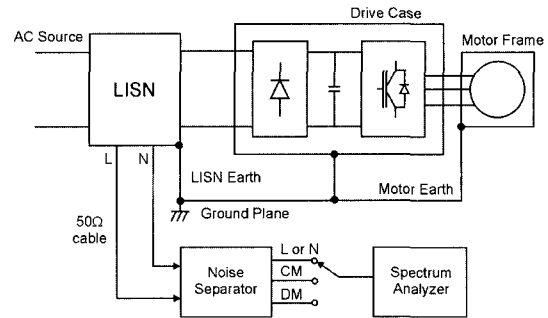 Drive Case
AC Source
Motor Frame
LISN
L
N
LISN Earth
Motor Earth
Ground Plane
50Ω
cable
Noise
Separator
L or N
CM
DM
Spectrum
Analyzer